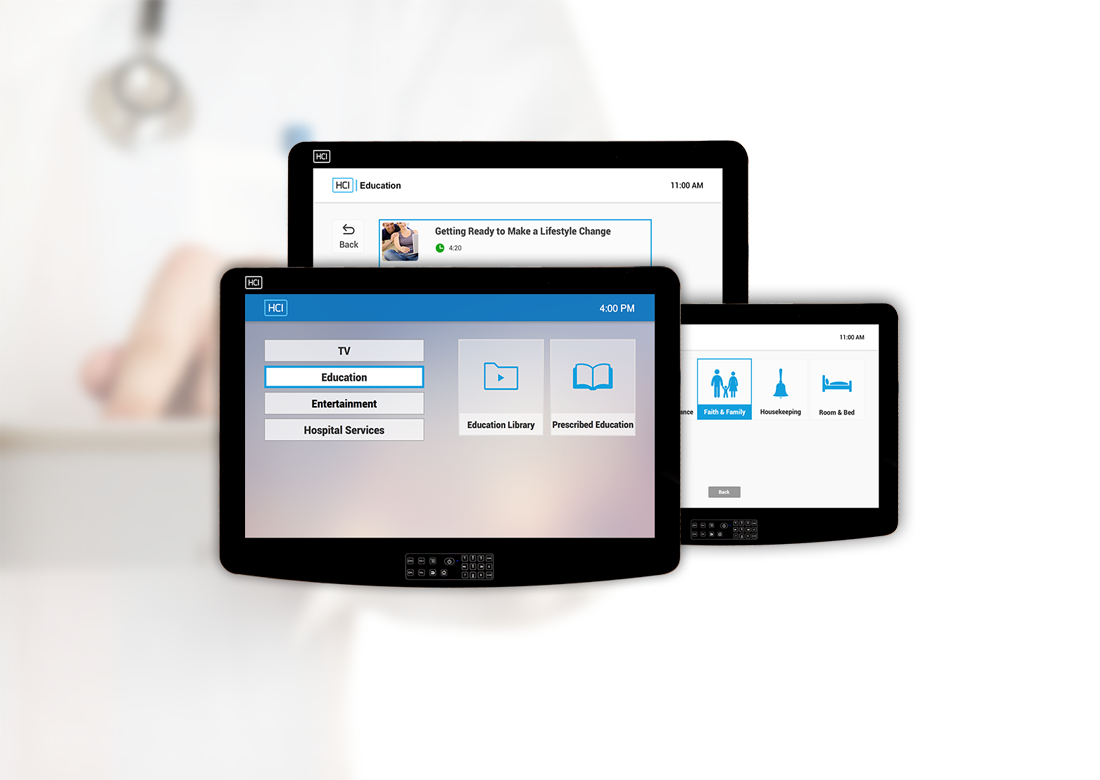 HCI
HCI Education
11:00 AM
Back
Getting Ready to Make a Lifestyle Change
4:20
HCI
HCI
4:00 PM
TV
Education
Entertainment
Hospital Services
Education Library
Prescribed Education
11:00 AM
ance
Faith & Family
Housekeeping
Room & Bed
Back